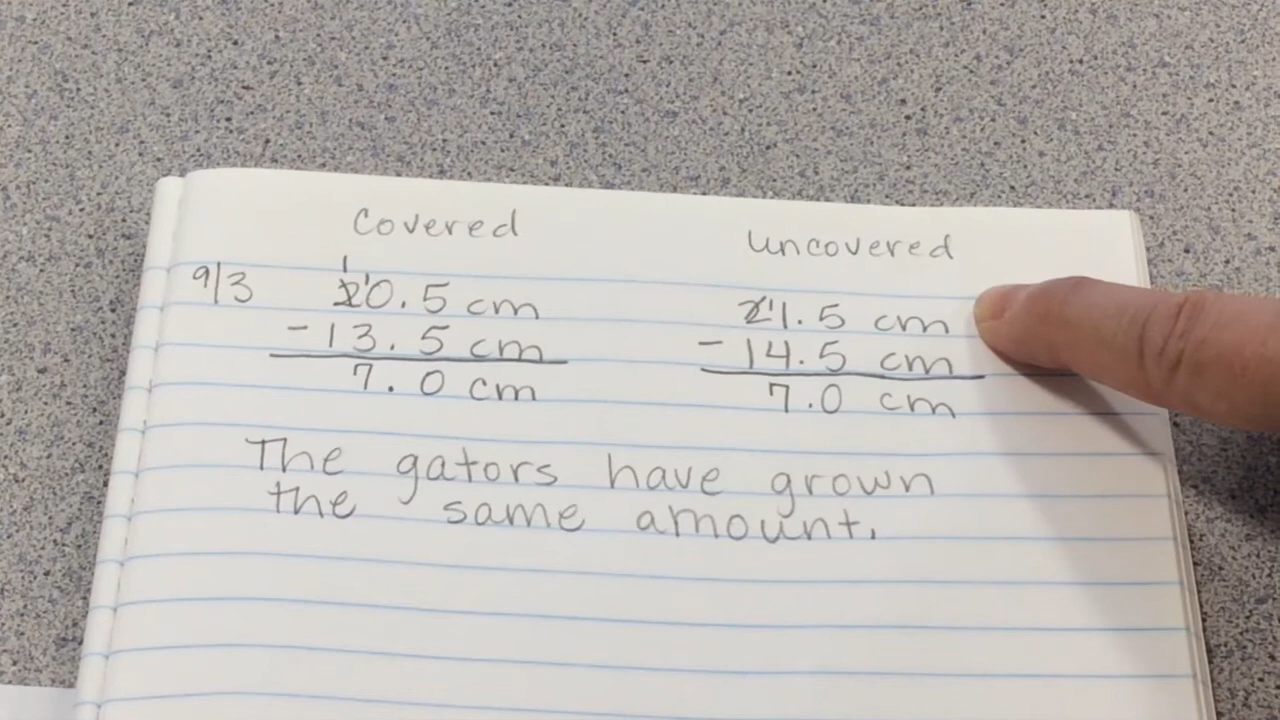 Covered uncovered
9/3 20.5 cm 21.5 cm
- 13.5 cm - 14.5 cm
7.0 cm 7.0 cm
The gators have grown
the same amount.